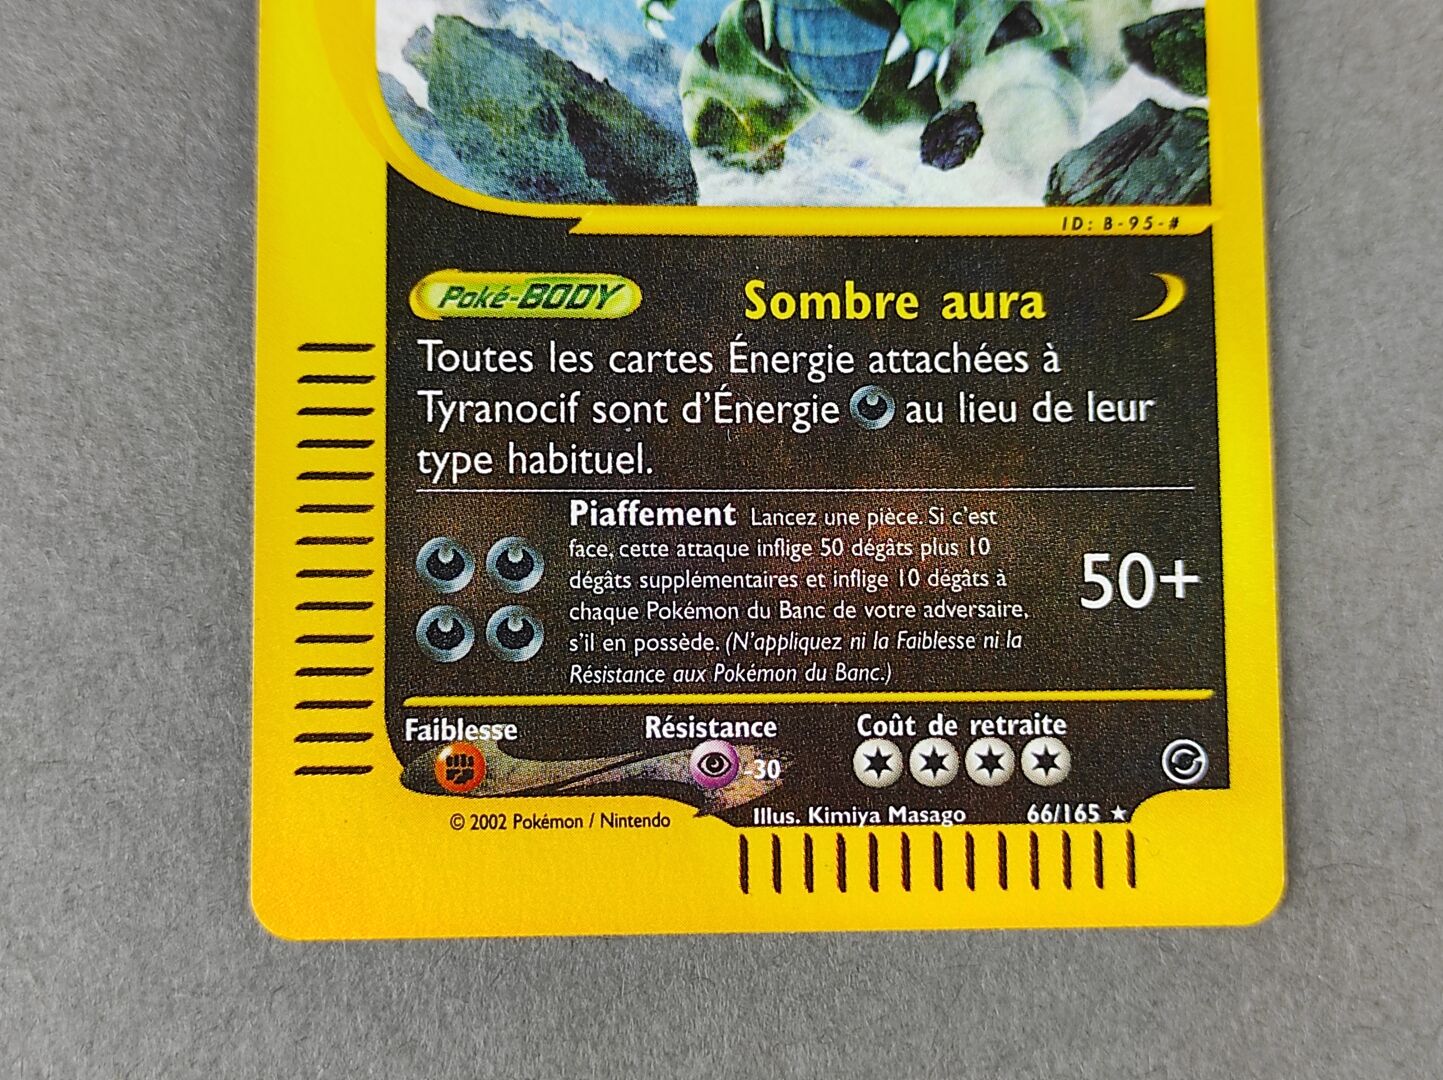 ID: B-95-#
Poké-BODY Sombre aura
Toutes les cartes Énergie attachées à
Tyranocif sont d'Énergie au lieu de leur
type habituel.
Piaffement Lancez une pièce. Si c'est
face, cette attaque inflige 50 dégâts plus 10
dégâts supplémentaires et inflige 10 dégâts à
chaque Pokémon du Banc de votre adversaire,
s'il en possède. (N'appliquez ni la Faiblesse ni la
Résistance aux Pokémon du Banc.)
50+
Faiblesse Résistance Coût de retraite
-30
© 2002 Pokémon / Nintendo Illus. Kimiya Masago 66/165 ★